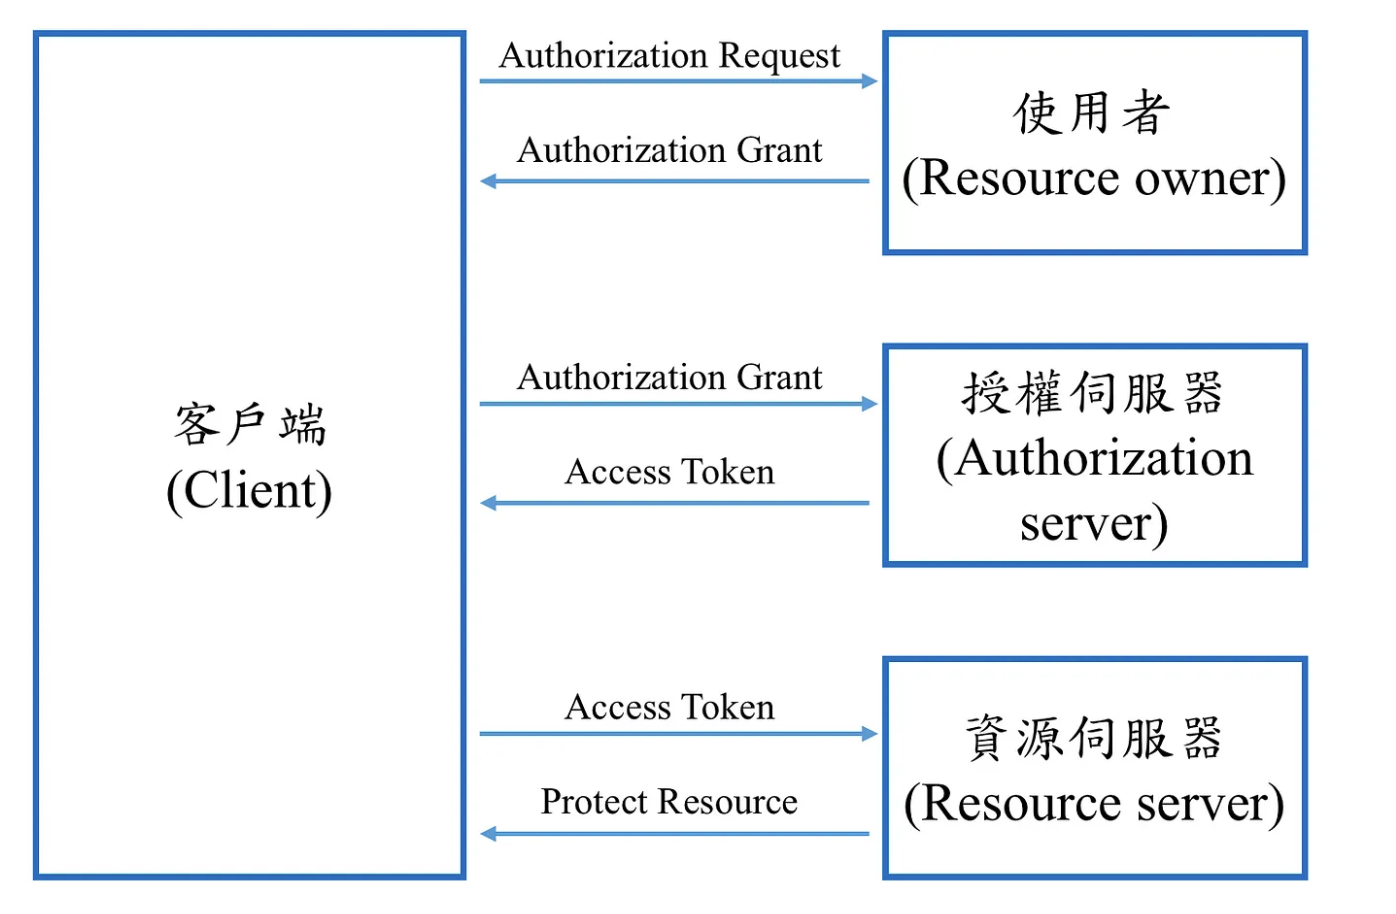 客戶端
(Client)
Authorization Request
Authorization Grant
使用者
(Resource owner)
Authorization Grant
Access Token
授權伺服器
(Authorization
server)
Access Token
Protect Resource
資源伺服器
(Resource server)